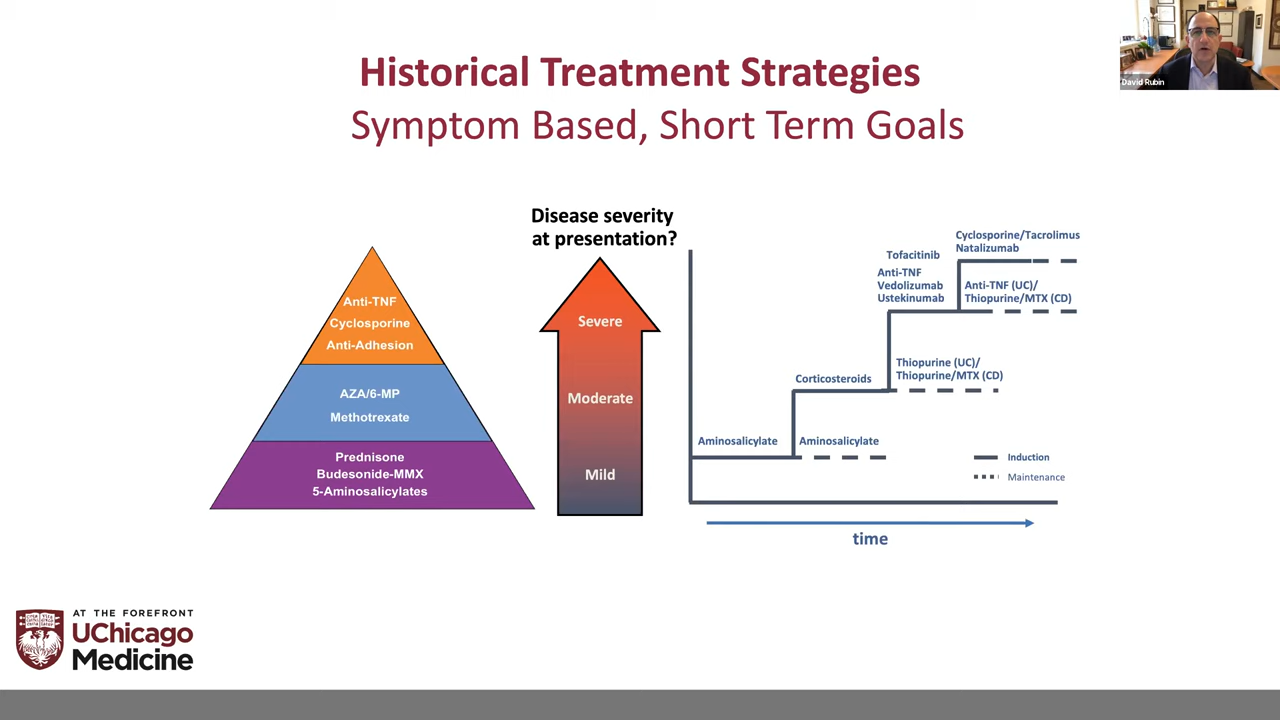 Historical Treatment Strategies
Symptom Based, Short Term Goals
David Rubin
Anti-TNF
Cyclosporine
Anti-Adhesion
AZA/6-MP
Methotrexate
Prednisone
Budesonide-MMX
5-Aminosalicylates
Disease severity
at presentation?
Severe
Moderate
Mild
Cyclosporine/Tacrolimus
Natalizumab
Tofacitinib
Anti-TNF
Vedolizumab
Ustekinumab
Anti-TNF (UC)/
Thiopurine/MTX (CD)
Thiopurine (UC)/
Thiopurine/MTX (CD)
Corticosteroids
Aminosalicylate
Aminosalicylate
Induction
Maintenance
time
AT THE FOREFRONT
UChicago
Medicine